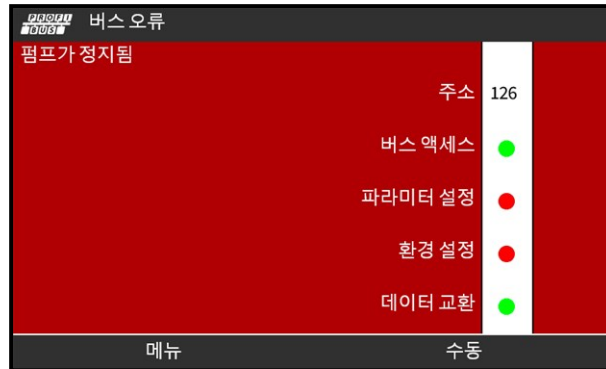 PROFI BUS 버스 오류
펌프가 정지됨
주소 126
버스 액세스
파라미터 설정
환경 설정
데이터 교환
메뉴 수동